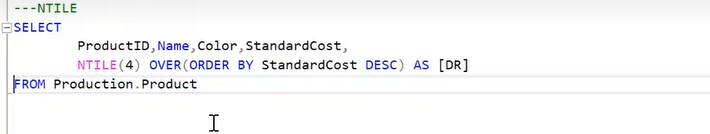 ---NTILE
SELECT
ProductID,Name,Color,StandardCost,
NTILE(4) OVER(ORDER BY StandardCost DESC) AS [DR]
FROM Production.Product